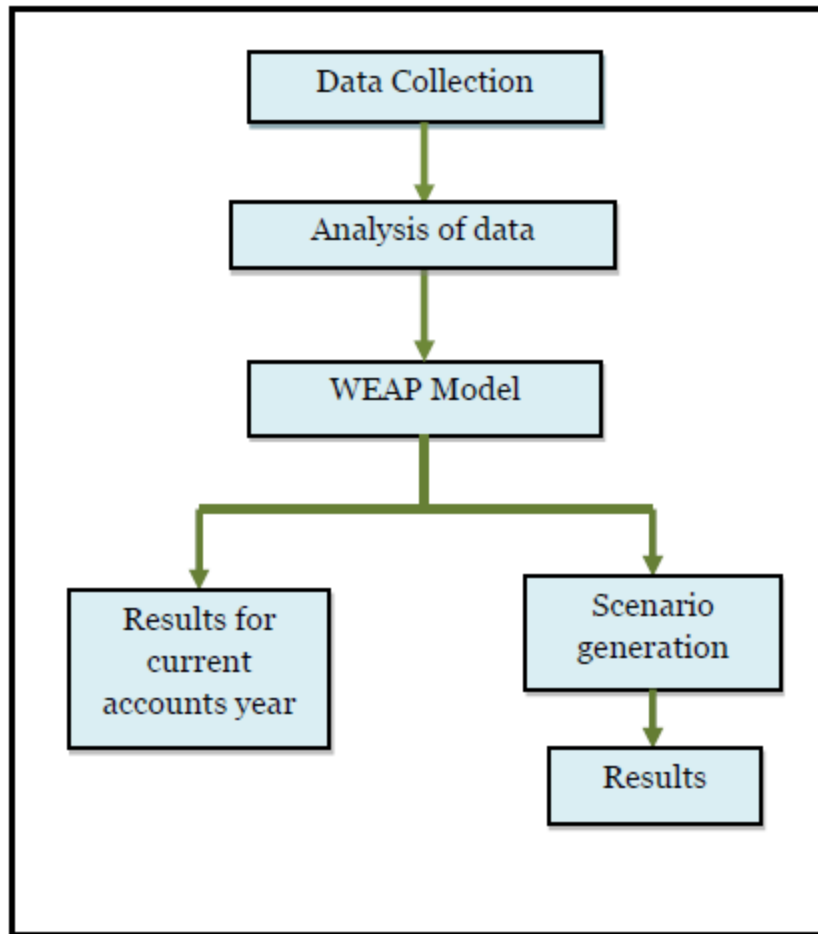 Data Collection
Analysis of data
WEAP Model
Results for
current
accounts year
Scenario
generation
Results